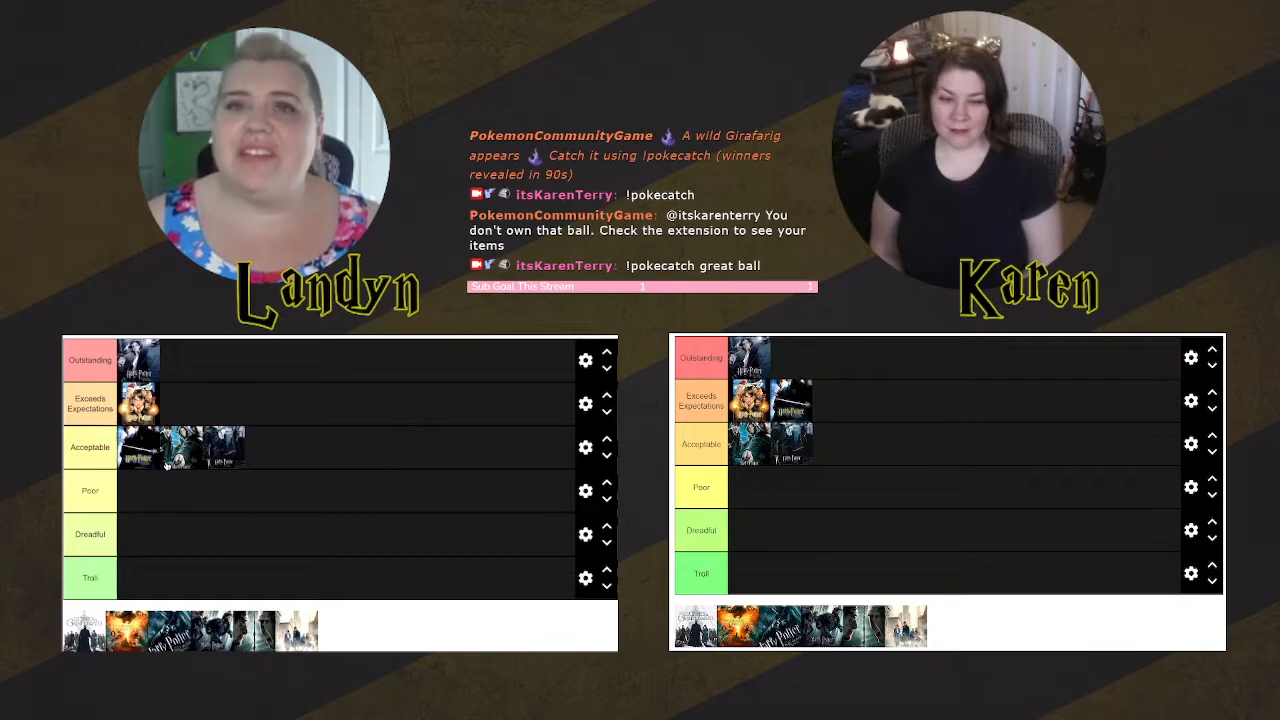 PokemonCommunityGame A wild Girafarig
appears Catch it using !pokecatch (winners
revealed in 90s)
itsKarenTerry: !pokecatch
PokemonCommunityGame: @itskarenterry You
don't own that ball. Check the extension to see your
items
itsKarenTerry: !pokecatch great ball
Sub Goal This Stream 1 1
Landyn
Karen
Outstanding
Exceeds
Expectations
Acceptable
Poor
Dreadful
Troll
Outstanding
Exceeds
Expectations
Acceptable
Poor
Dreadful
Troll